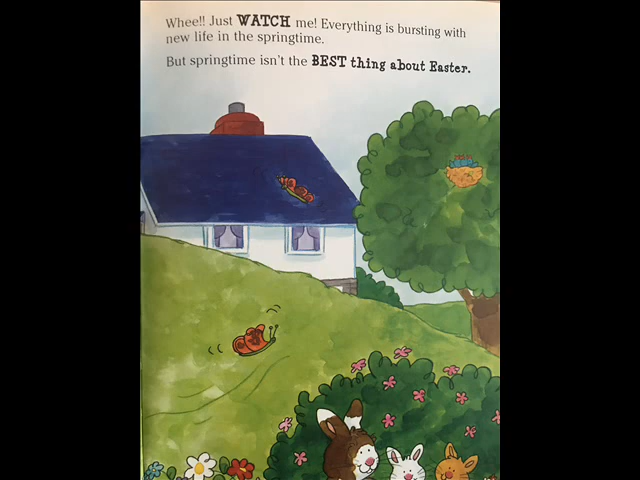 Whee!! Just WATCH me! Everything is bursting with
new life in the springtime.
But springtime isn't the BEST thing about Easter.